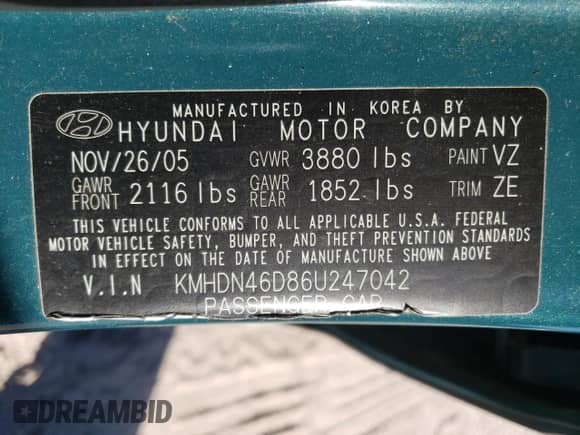 MANUFACTURED IN KOREA BY
HYUNDAI MOTOR COMPANY
NOV/26/05 GVWR 3880 lbs PAINT VZ
GAWR FRONT 2116 lbs GAWR REAR 1852 lbs TRIM ZE
THIS VEHICLE CONFORMS TO ALL APPLICABLE U.S.A. FEDERAL
MOTOR VEHICLE SAFETY, BUMPER, AND THEFT PREVENTION STANDARDS
IN EFFECT ON THE DATE OF MANUFACTURE SHOWN ABOVE
V.I.N KMHDN46D86U247042
PASSENGER CAR
DREAMBID